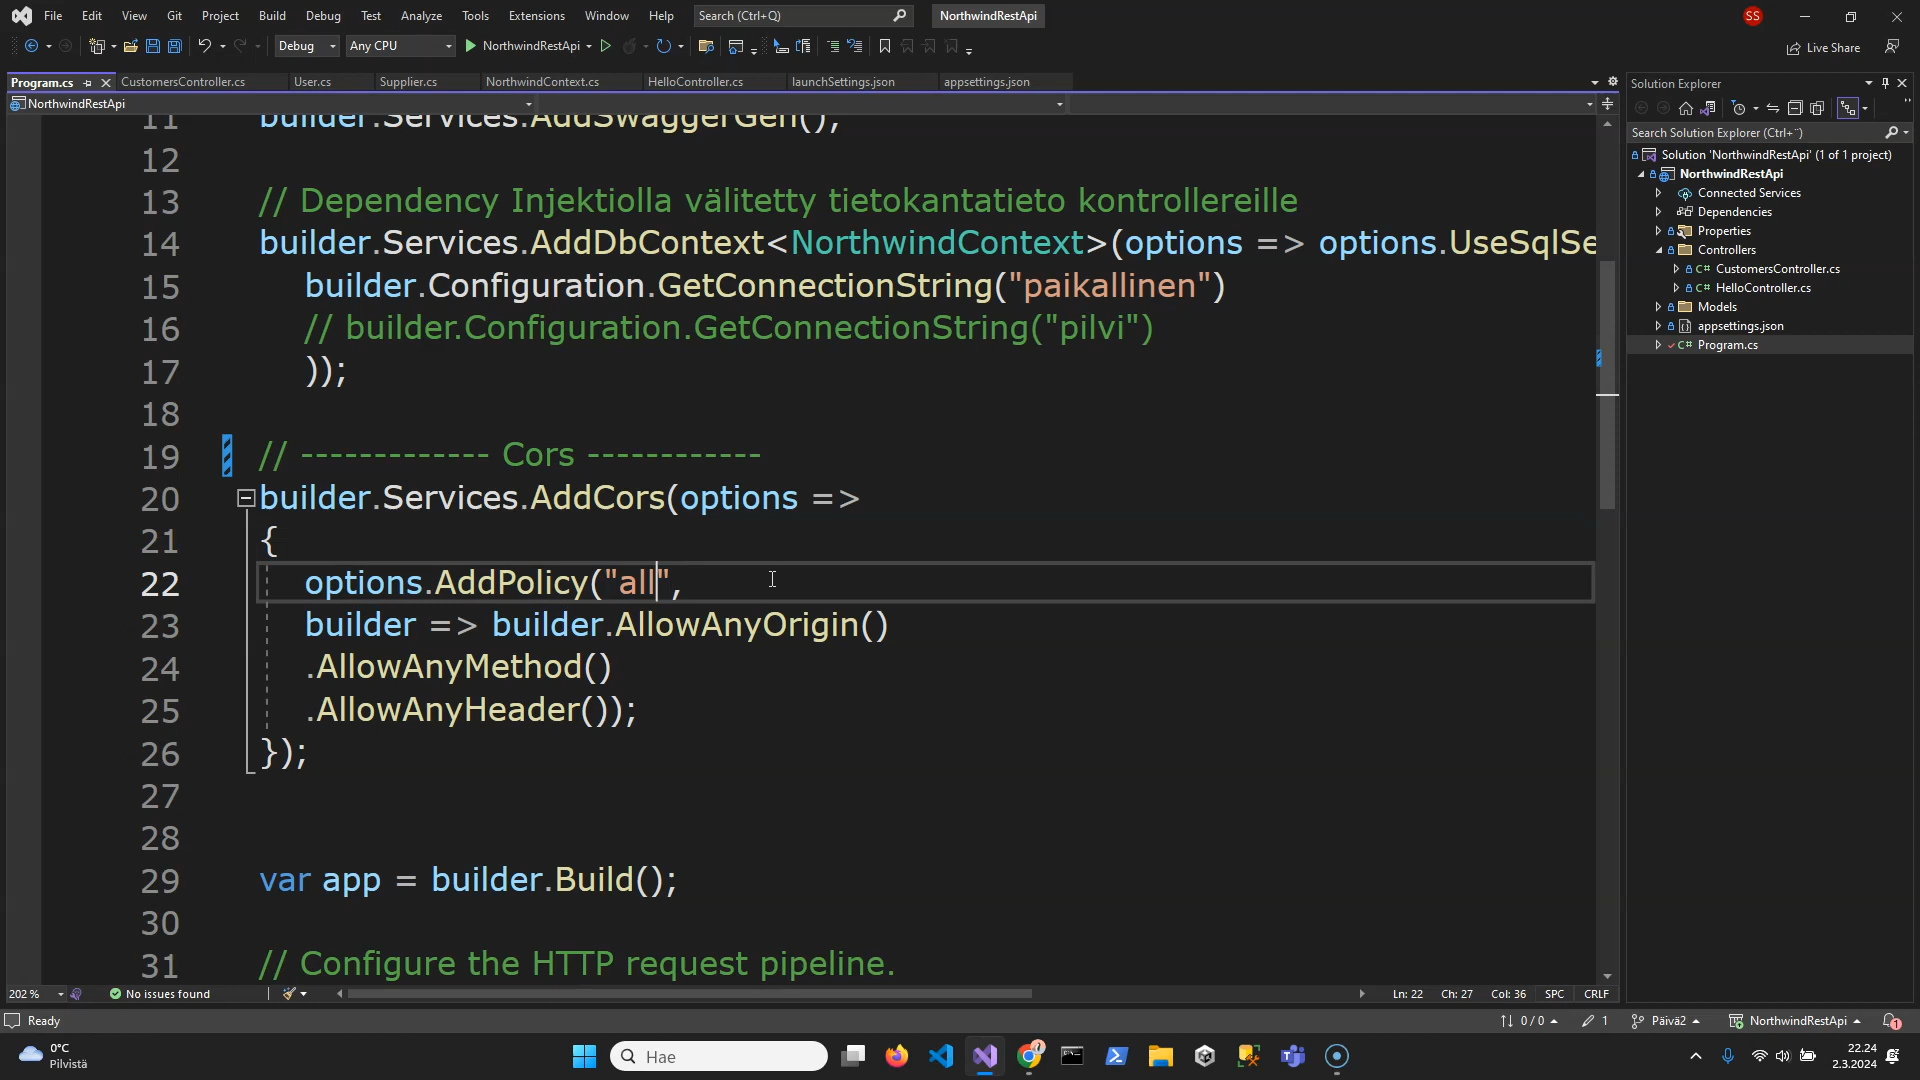 File Edit View Git Project Build Debug Test Analyze Tools Extensions Window Help Search (Ctrl+Q) NorthwindRestApi SS
Debug Any CPU NorthwindRestApi Live Share
Program.cs CustomersController.cs User.cs Supplier.cs NorthwindContext.cs HelloController.cs launchSettings.json appsettings.json
NorthwindRestApi
11 builder.Services.AddSwaggerGen();
12
13 // Dependency Injektiolla välitetty tietokantatieto kontrollereille
14 builder.Services.AddDbContext<NorthwindContext>(options => options.UseSqlSe
15 builder.Configuration.GetConnectionString("paikallinen")
16 // builder.Configuration.GetConnectionString("pilvi")
17 ));
18
19 // ------------- Cors ------------
20 builder.Services.AddCors(options =>
21 {
22 options.AddPolicy("all",
23 builder => builder.AllowAnyOrigin()
24 .AllowAnyMethod()
25 .AllowAnyHeader());
26 });
27
28
29 var app = builder.Build();
30
31 // Configure the HTTP request pipeline.
202 % No issues found Ln: 22 Ch: 27 Col: 36 SPC CRLF
Solution Explorer
Search Solution Explorer (Ctrl+¨)
Solution 'NorthwindRestApi' (1 of 1 project)
NorthwindRestApi
Connected Services
Dependencies
Properties
Controllers
C# CustomersController.cs
C# HelloController.cs
Models
appsettings.json
C# Program.cs
Ready 0 / 0 1 Päivä2 NorthwindRestApi 1
0°C
Pilvistä
Hae
22.24
2.3.2024